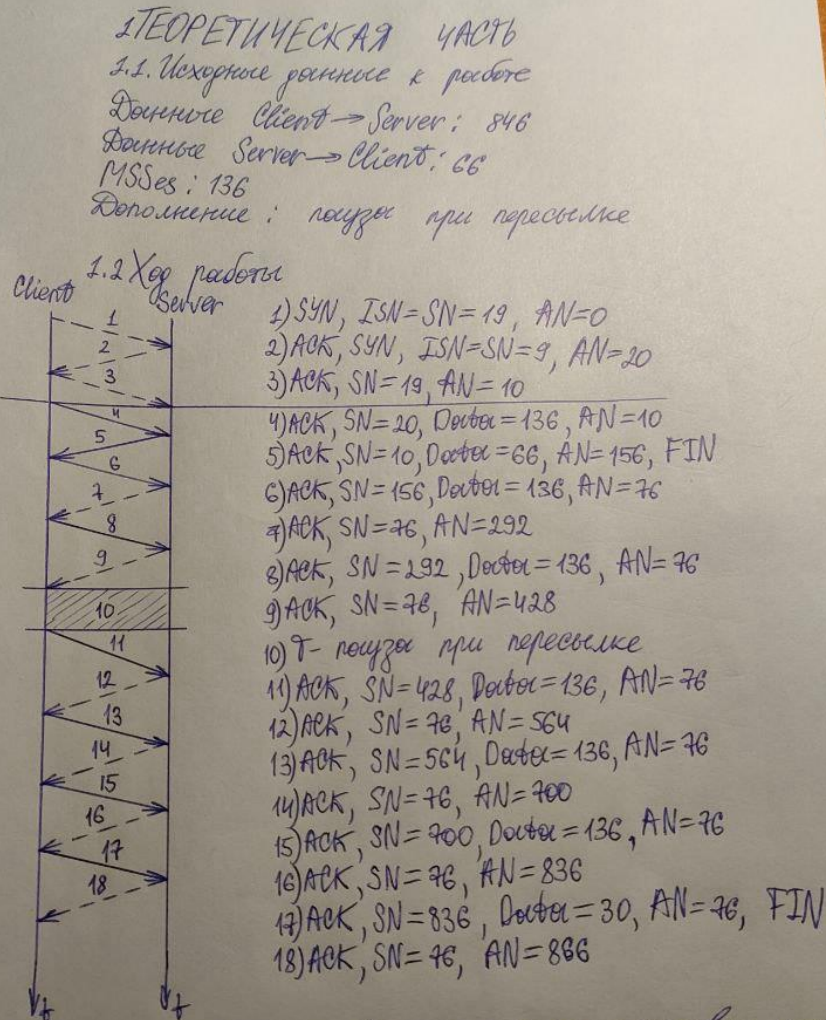 1 ТЕОРЕТИЧЕСКАЯ ЧАСТЬ
1.1. Исходные данные к работе
Данные Client → Server: 846
Данные Server → Client: 66
MSSes: 136
Дополнение: пауза при пересылке
1.2 Ход работы
Client
Server
1
2
3
4
5
6
7
8
9
10
11
12
13
14
15
16
17
18
t
t
1) SYN, ISN=SN=19, AN=0
2) ACK, SYN, ISN=SN=9, AN=20
3) ACK, SN=19, AN=10
4) ACK, SN=20, Data=136, AN=10
5) ACK, SN=10, Data=66, AN=156, FIN
6) ACK, SN=156, Data=136, AN=76
7) ACK, SN=76, AN=292
8) ACK, SN=292, Data=136, AN=76
9) ACK, SN=76, AN=428
10) T- пауза при пересылке
11) ACK, SN=428, Data=136, AN=76
12) ACK, SN=76, AN=564
13) ACK, SN=564, Data=136, AN=76
14) ACK, SN=76, AN=700
15) ACK, SN=700, Data=136, AN=76
16) ACK, SN=76, AN=836
17) ACK, SN=836, Data=30, AN=76, FIN
18) ACK, SN=76, AN=866